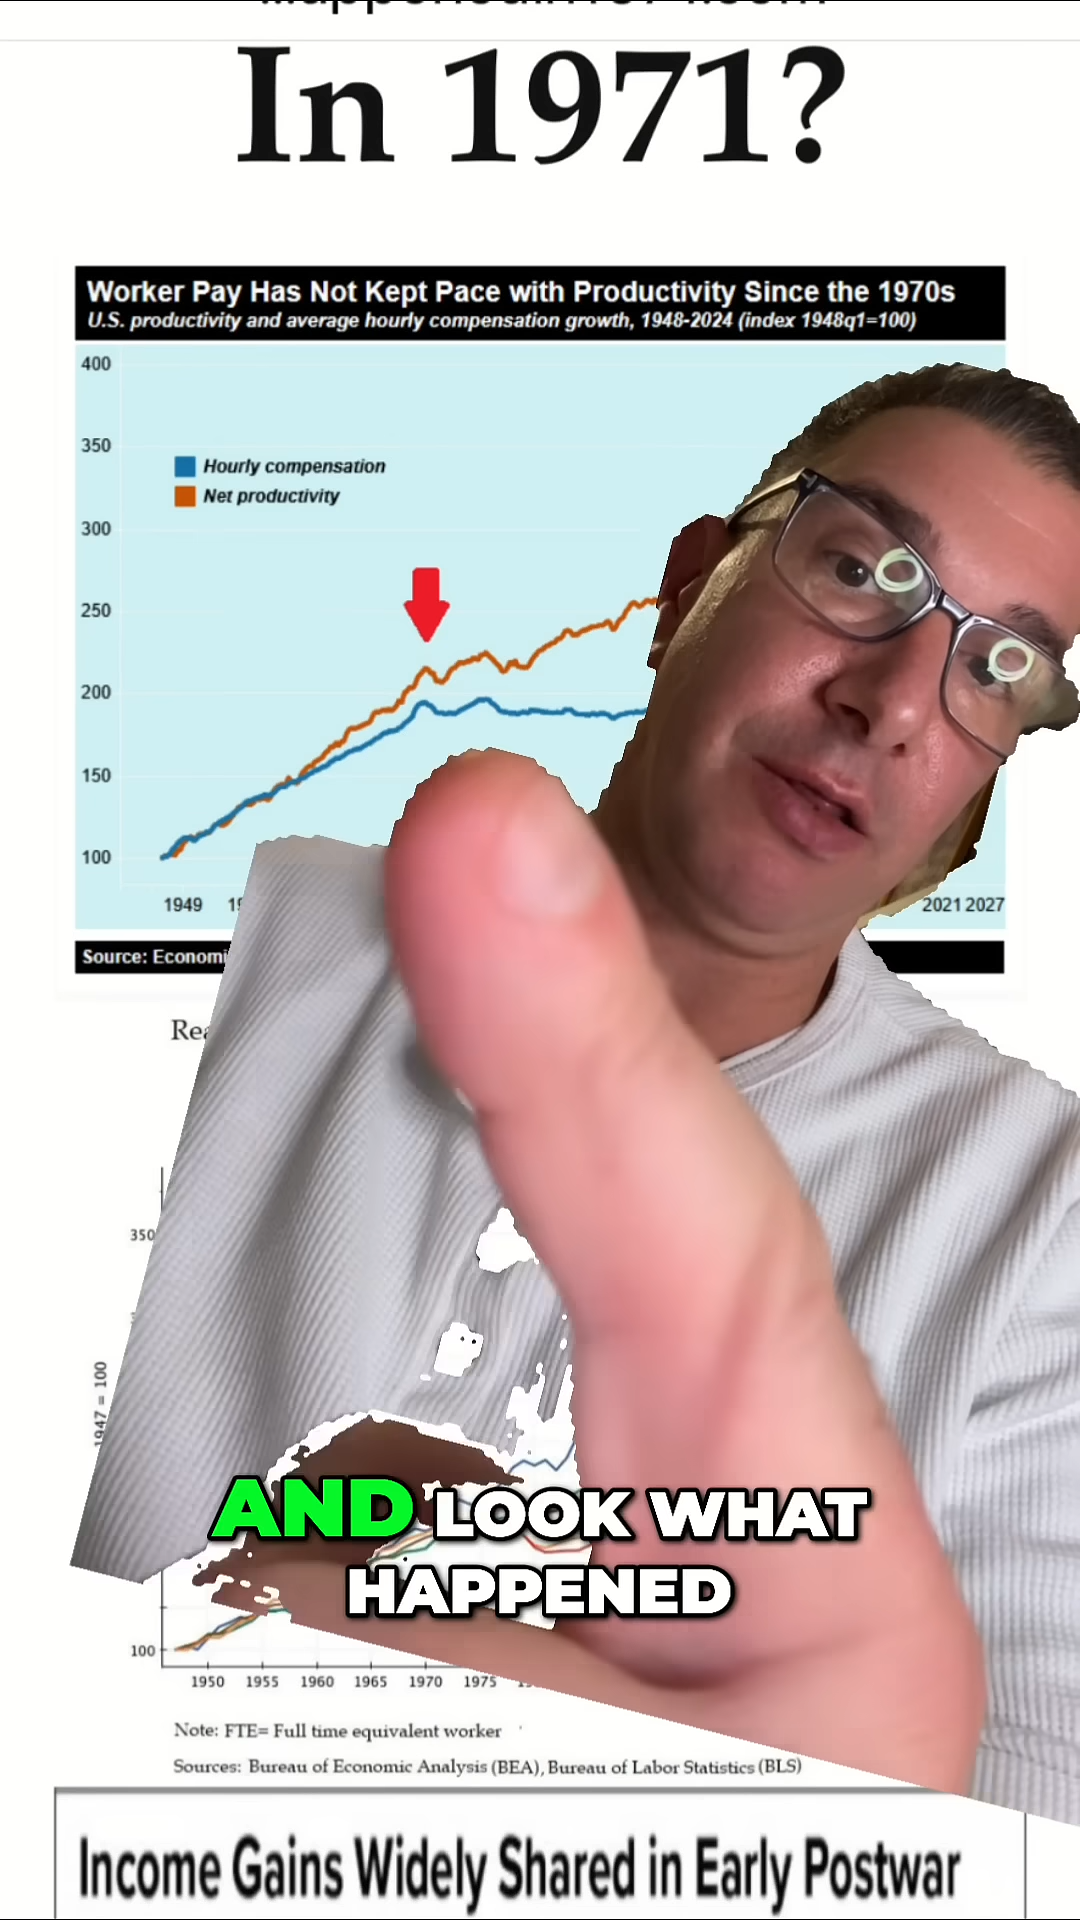 In 1971?
Worker Pay Has Not Kept Pace with Productivity Since the 1970s
U.S. productivity and average hourly compensation growth, 1948-2024 (index 1948q1=100)
400
350
Hourly compensation
Net productivity
300
250
200
150
100
1949
2021 2027
Source:
350
1947 = 100
AND LOOK WHAT
HAPPENED
100
1950 1955 1960 1965 1970 1975
Note: FTE= Full time equivalent worker
Sources: Bureau of Economic Analysis (BEA), Bureau of Labor Statistics (BLS)
Income Gains Widely Shared in Early Postwar